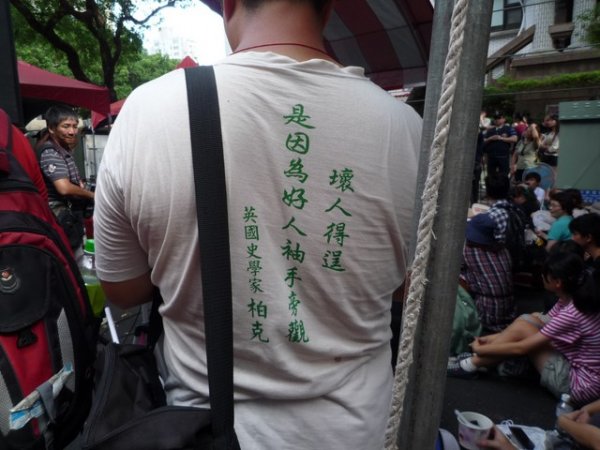 壞人得逞
是因為好人袖手旁觀
英國史學家 柏克